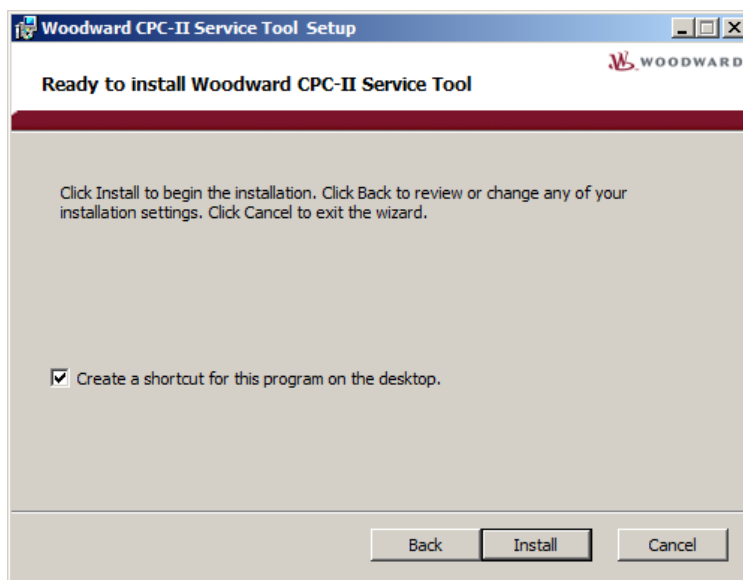 Woodward CPC-II Service Tool Setup
WOODWARD
Ready to install Woodward CPC-II Service Tool
Click Install to begin the installation. Click Back to review or change any of your
installation settings. Click Cancel to exit the wizard.
Create a shortcut for this program on the desktop.
Back Install Cancel